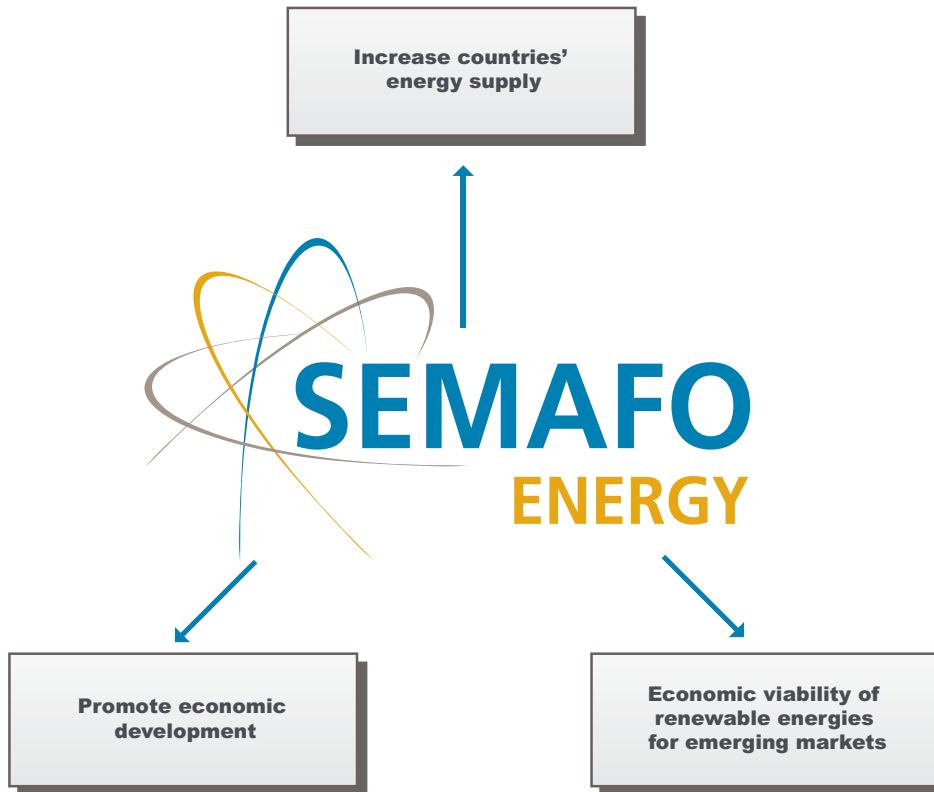 Increase countries’
energy supply
SEMAFO
ENERGY
Promote economic
development
Economic viability of
renewable energies
for emerging markets